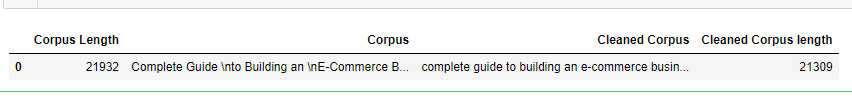 Corpus Length Corpus Cleaned Corpus Cleaned Corpus length
0 21932 Complete Guide \nto Building an \nE-Commerce B... complete guide to building an e-commerce busin... 21309